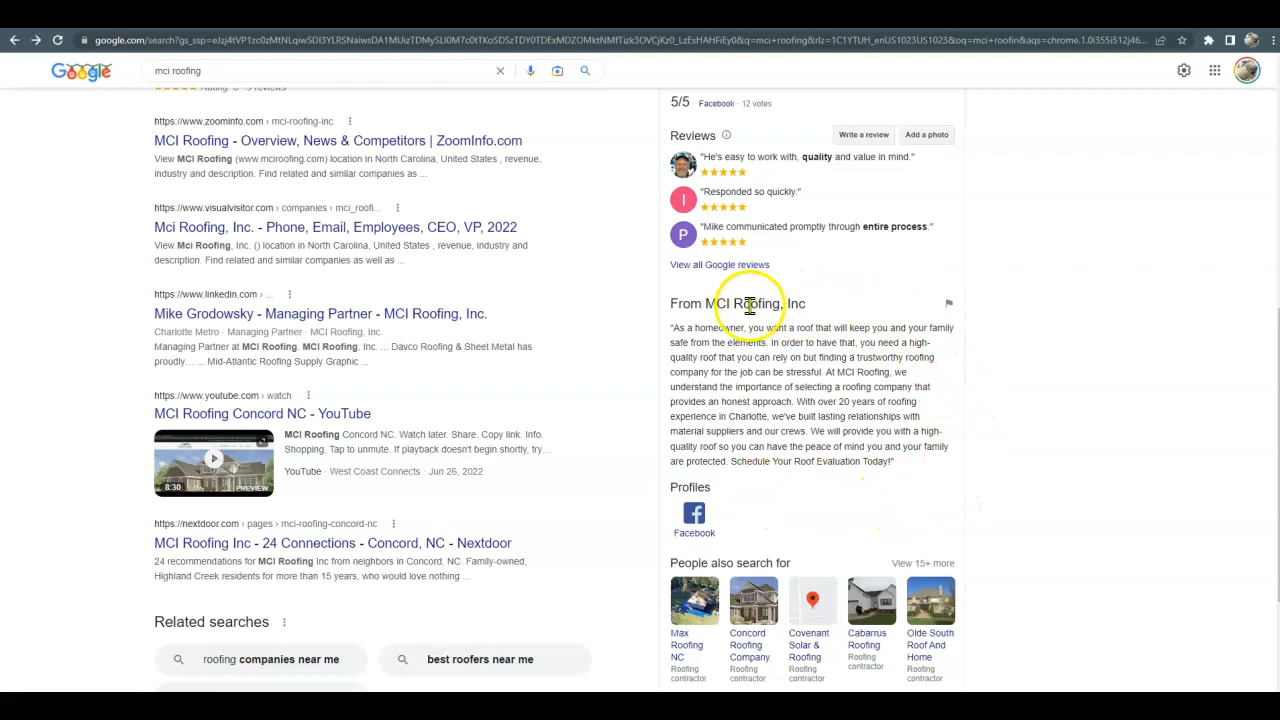 google.com/search?gs_ssp=
mci+roofing
Google
mci roofing
https://www.zoominfo.com › mci-roofing-inc
MCI Roofing - Overview, News & Competitors | ZoomInfo.com
View MCI Roofing (www.mciroofing.com) location in North Carolina, United States , revenue,
industry and description. Find related and similar companies as ...
https://www.visualvisitor.com › companies › mci_roofi...
Mci Roofing, Inc. - Phone, Email, Employees, CEO, VP, 2022
View Mci Roofing, Inc. () location in North Carolina, United States , revenue, industry and
description. Find related and similar companies as well as ...
https://www.linkedin.com › ...
Mike Grodowsky - Managing Partner - MCI Roofing, Inc.
Charlotte Metro · Managing Partner · MCI Roofing, Inc.
Managing Partner at MCI Roofing. MCI Roofing, Inc. ... Davco Roofing & Sheet Metal has
proudly... ... Mid-Atlantic Roofing Supply Graphic ...
https://www.youtube.com › watch
MCI Roofing Concord NC - YouTube
MCI Roofing Concord NC. Watch later. Share. Copy link. Info.
Shopping. Tap to unmute. If playback doesn't begin shortly, try...
YouTube · West Coast Connects · Jun 26, 2022
8:30
PREVIEW
https://nextdoor.com › pages › mci-roofing-concord-nc
MCI Roofing Inc - 24 Connections - Concord, NC - Nextdoor
24 recommendations for MCI Roofing Inc from neighbors in Concord, NC. Family-owned,
Highland Creek residents for more than 15 years, who would love nothing ...
Related searches
roofing companies near me
best roofers near me
5/5 Facebook · 12 votes
Reviews
Write a review
Add a photo
"He's easy to work with, quality and value in mind."
I
"Responded so quickly."
P
"Mike communicated promptly through entire process."
View all Google reviews
From MCI Roofing, Inc
"As a homeowner, you want a roof that will keep you and your family
safe from the elements. In order to have that, you need a high-
quality roof that you can rely on but finding a trustworthy roofing
company for the job can be stressful. At MCI Roofing, we
understand the importance of selecting a roofing company that
provides an honest approach. With over 20 years of roofing
experience in Charlotte, we've built lasting relationships with
material suppliers and our crews. We will provide you with a high-
quality roof so you can have the peace of mind you and your family
are protected. Schedule Your Roof Evaluation Today!"
Profiles
Facebook
People also search for
View 15+ more
Max
Roofing
NC
Roofing
contractor
Concord
Roofing
Company
Roofing
contractor
Covenant
Solar &
Roofing
Roofing
contractor
Cabarrus
Roofing
Roofing
contractor
Olde South
Roof And
Home
Roofing
contractor